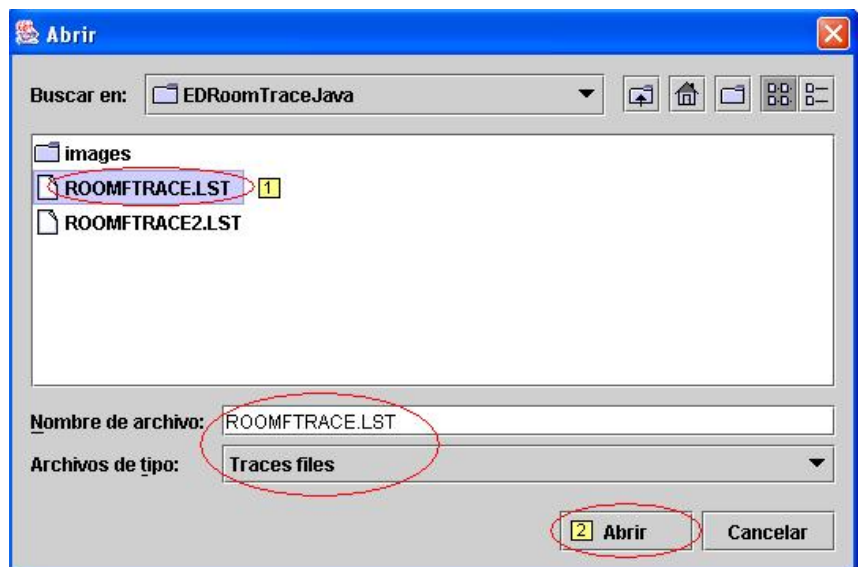 Abrir
Buscar en: EDRoomTraceJava
images
ROOMFTRACE.LST 1
ROOMFTRACE2.LST
Nombre de archivo: ROOMFTRACE.LST
Archivos de tipo: Traces files
2 Abrir Cancelar